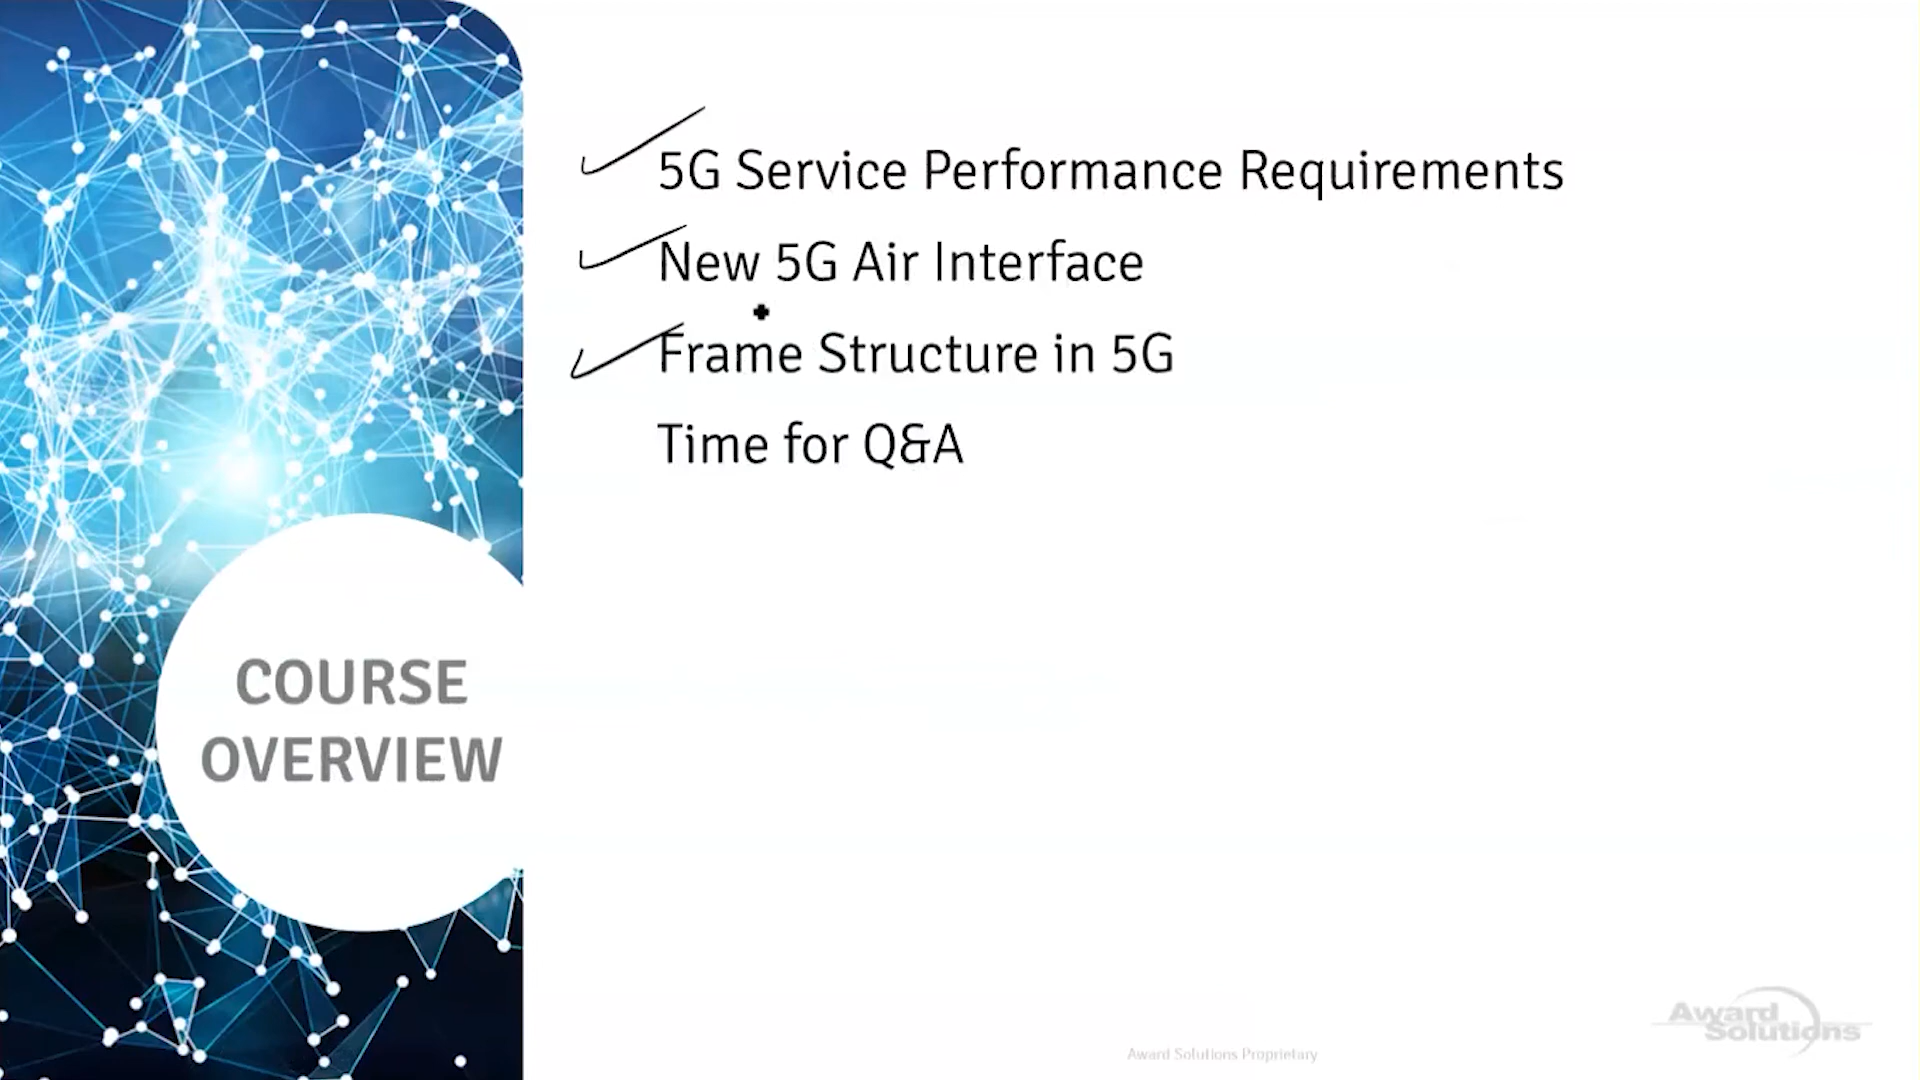 5G Service Performance Requirements
New 5G Air Interface
Frame Structure in 5G
Time for Q&A
COURSE
OVERVIEW
Award
Solutions
Award Solutions Proprietary